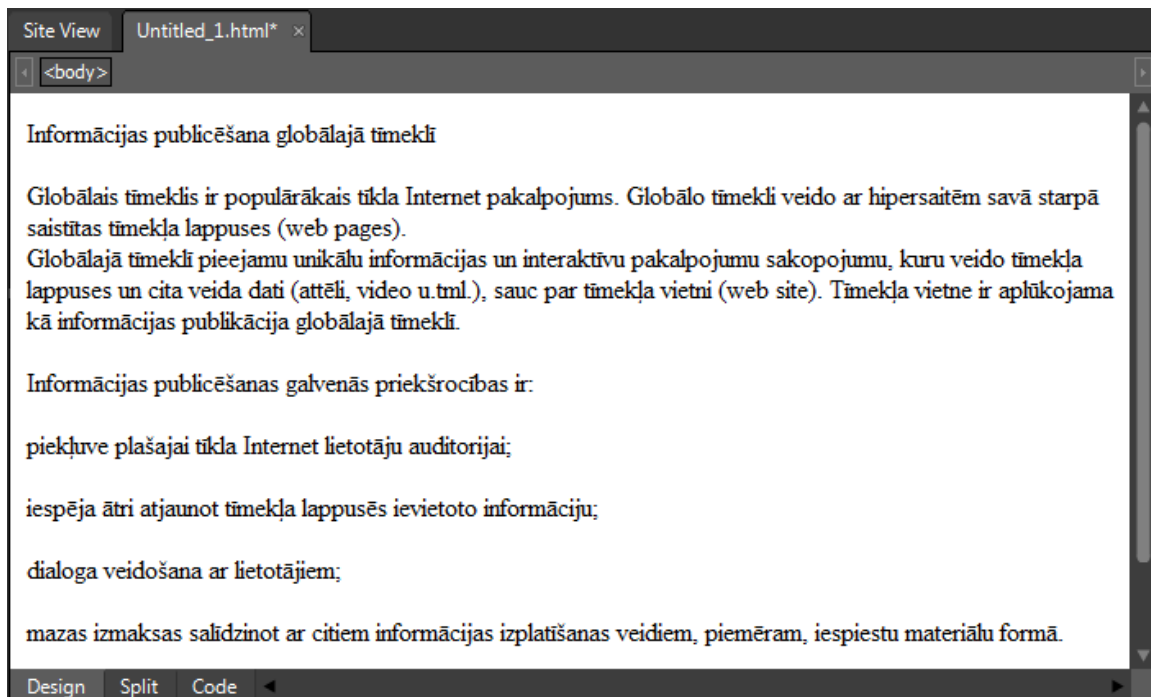 Site View
Untitled_1.html* ×
<body>
Informācijas publicēšana globālajā tīmeklī
Globālais tīmeklis ir populārākais tīkla Internet pakalpojums. Globālo tīmekli veido ar hipersaitēm savā starpā
saistītas tīmekļa lappuses (web pages).
Globālajā tīmeklī pieejamu unikālu informācijas un interaktīvu pakalpojumu sakopojumu, kuru veido tīmekļa
lappuses un cita veida dati (attēli, video u.tml.), sauc par tīmekļa vietni (web site). Tīmekļa vietne ir aplūkojama
kā informācijas publikācija globālajā tīmeklī.
Informācijas publicēšanas galvenās priekšrocības ir:
piekļuve plašajai tīkla Internet lietotāju auditorijai;
iespēja ātri atjaunot tīmekļa lappusēs ievietoto informāciju;
dialoga veidošana ar lietotājiem;
mazas izmaksas salīdzinot ar citiem informācijas izplatīšanas veidiem, piemēram, iespiestu materiālu formā.
Design Split Code